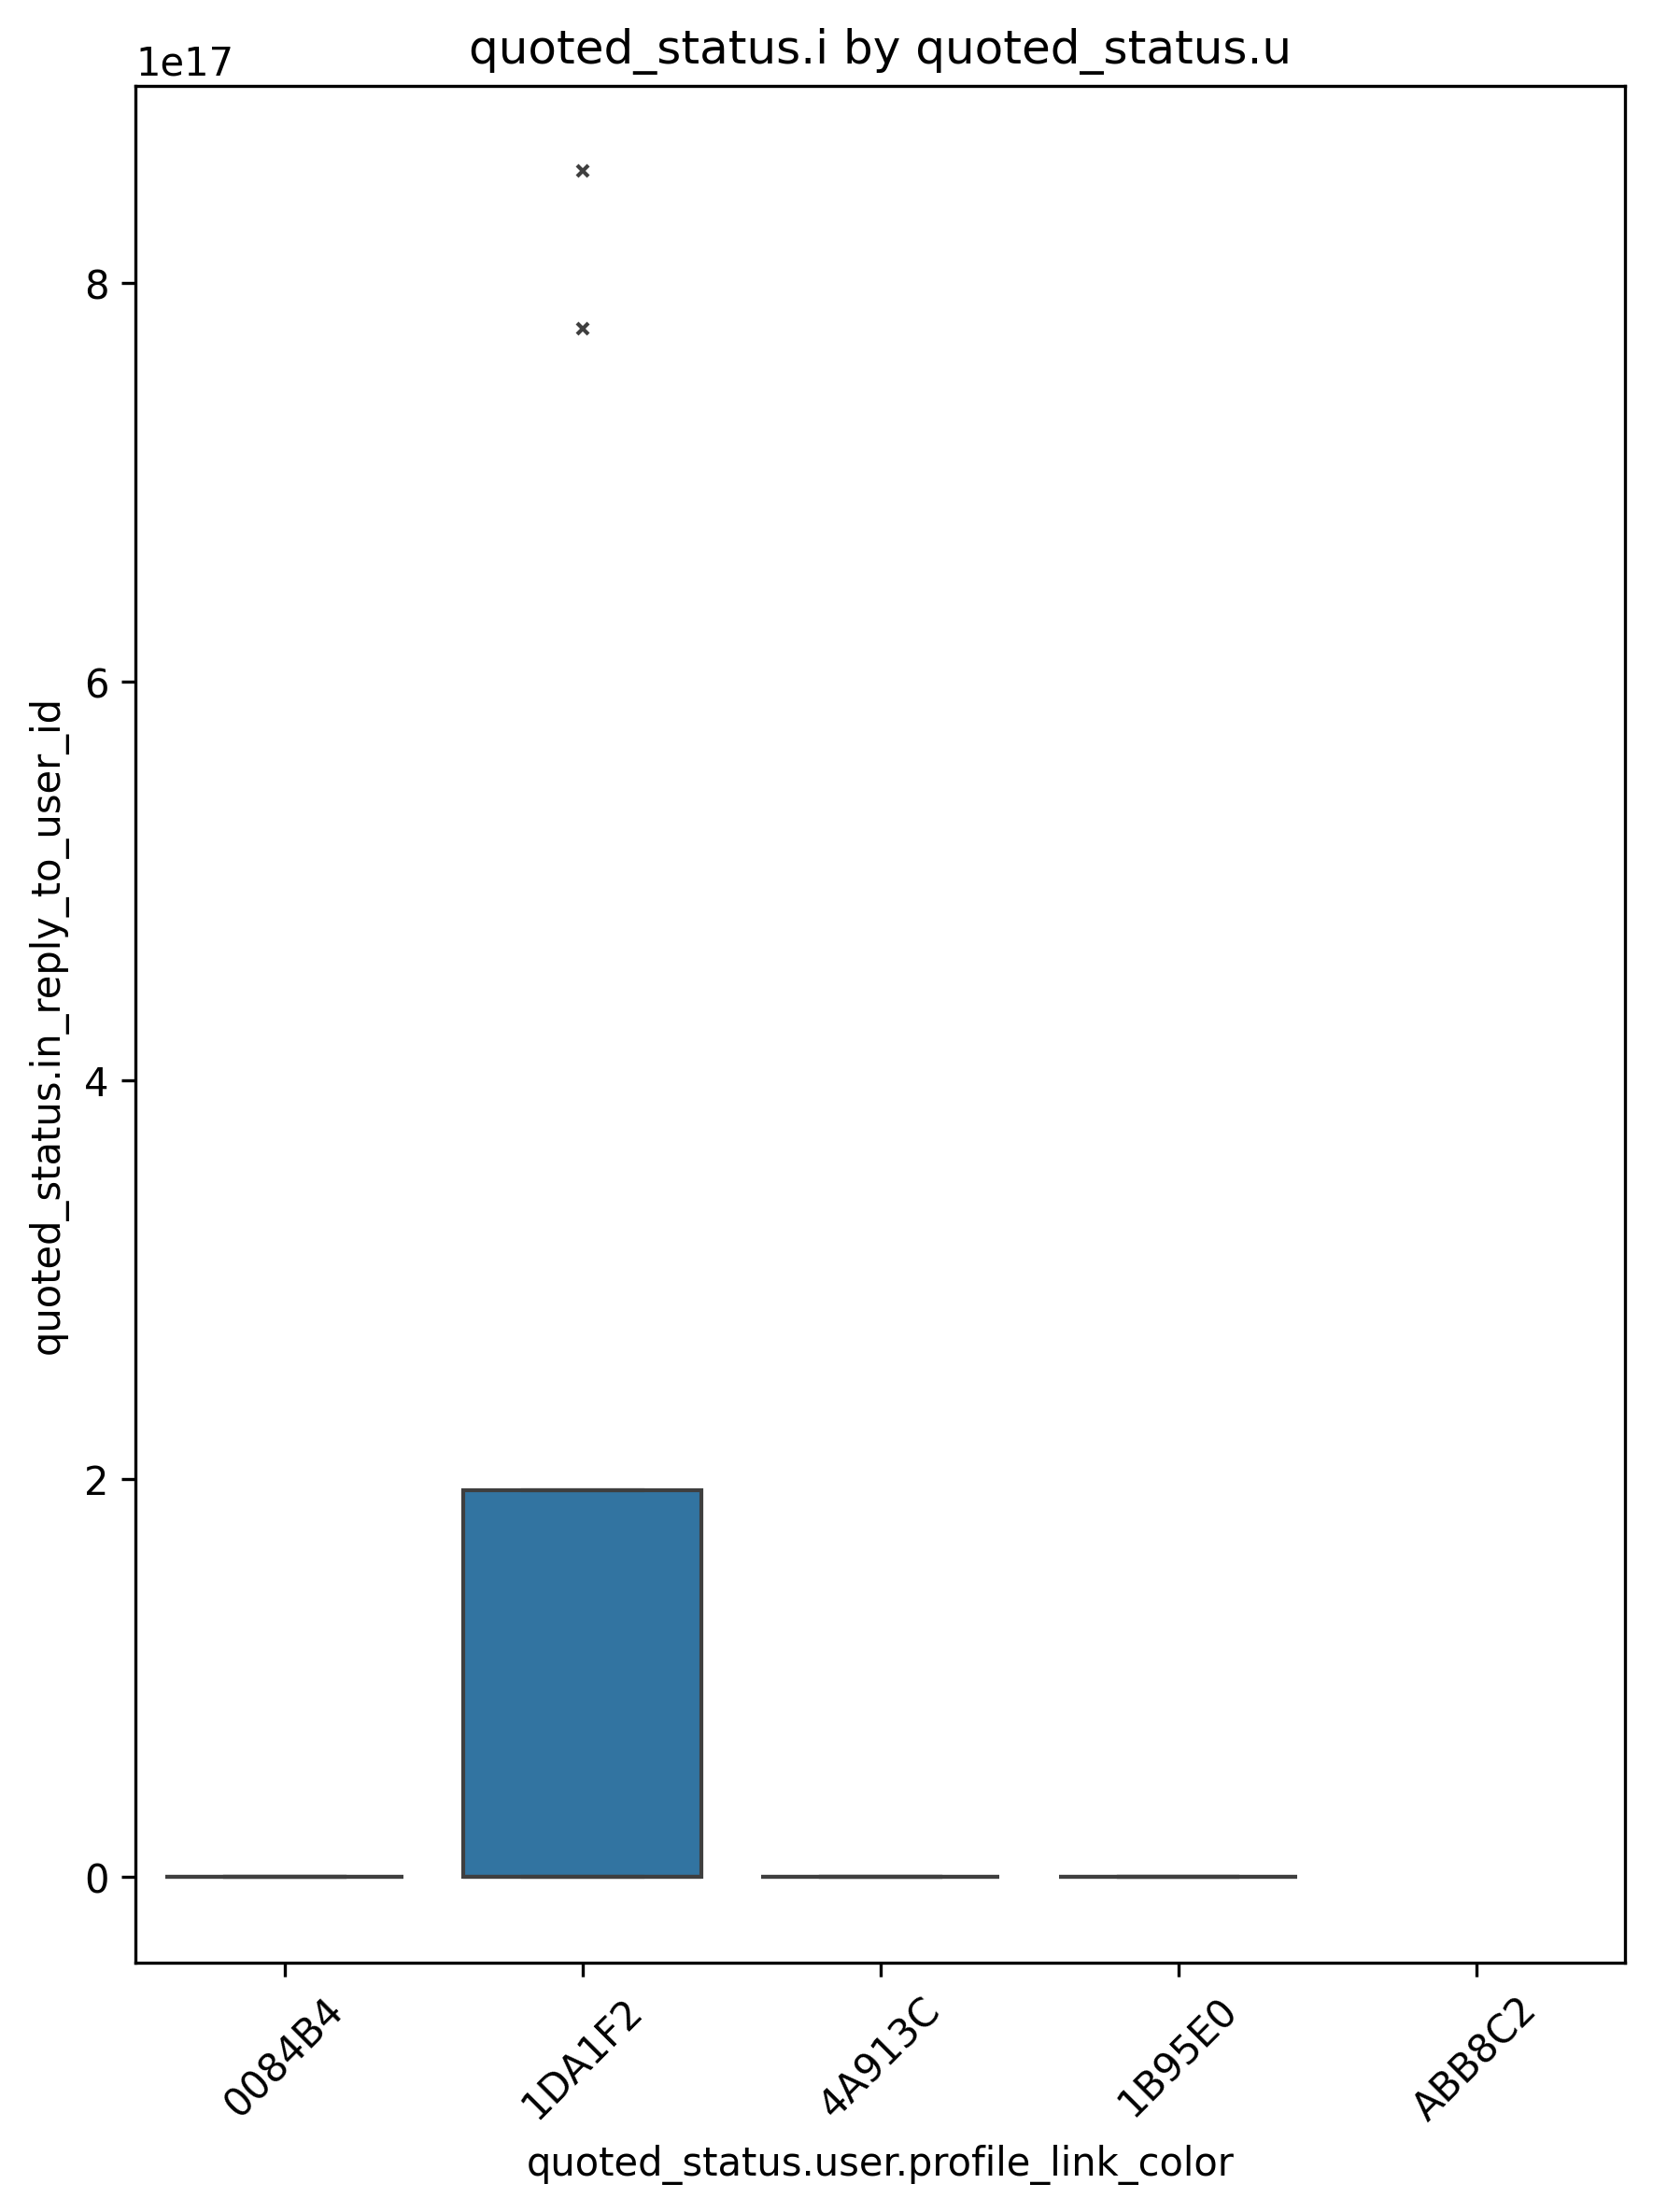 quoted_status.i by quoted_status.u
1e17
8
6
4
2
0
quoted_status.in_reply_to_user_id
0084B4
1DA1F2
4A913C
1B95E0
ABB8C2
quoted_status.user.profile_link_color